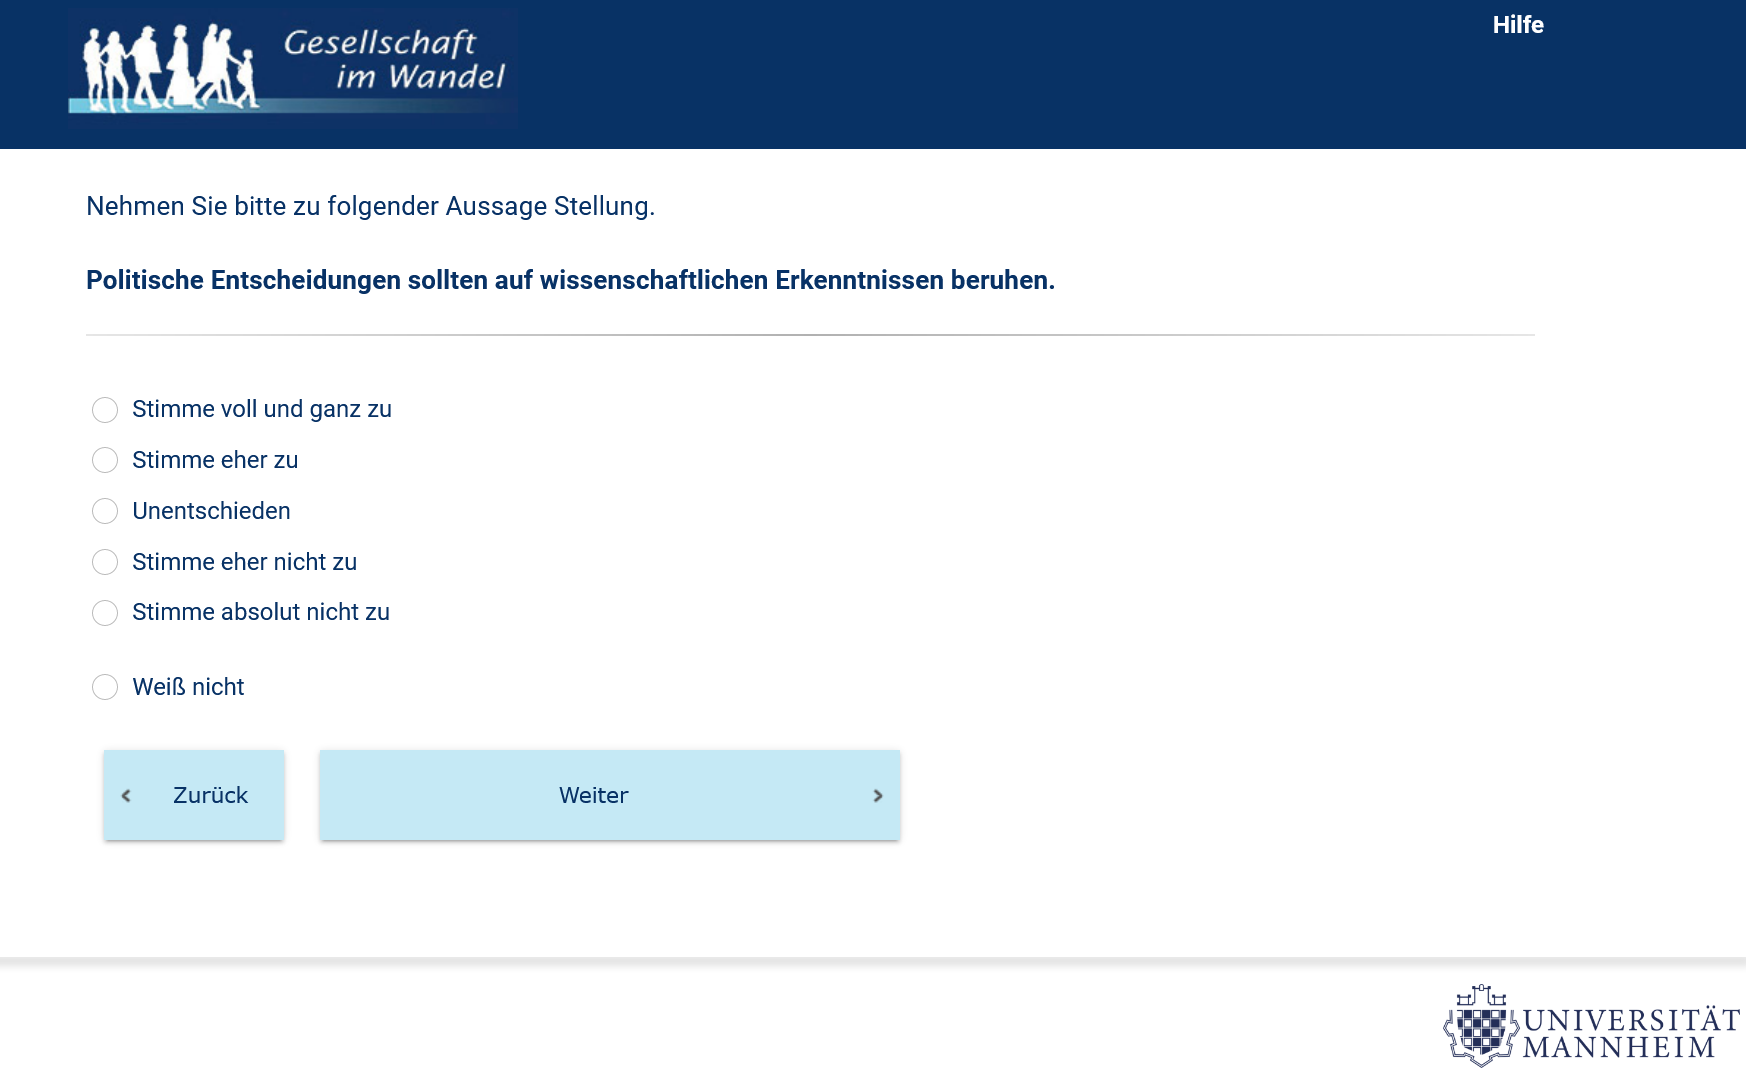 Gesellschaft
im Wandel
Hilfe
Nehmen Sie bitte zu folgender Aussage Stellung.
Politische Entscheidungen sollten auf wissenschaftlichen Erkenntnissen beruhen.
Stimme voll und ganz zu
Stimme eher zu
Unentschieden
Stimme eher nicht zu
Stimme absolut nicht zu
Weiß nicht
Zurück
Weiter
UNIVERSITÄT
MANNHEIM